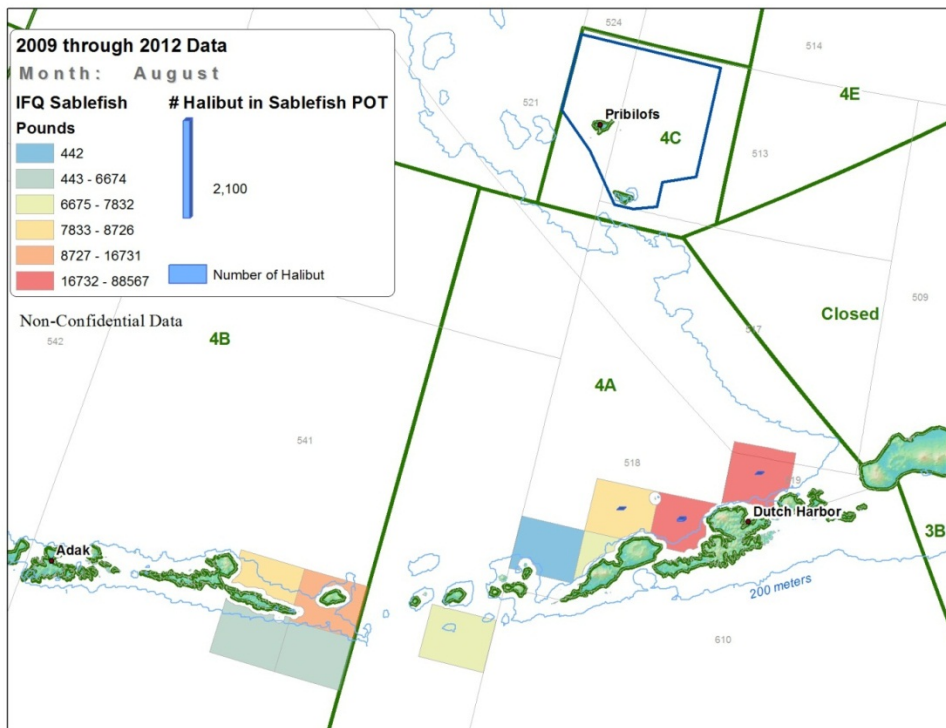 2009 through 2012 Data
Month: August
IFQ Sablefish
# Halibut in Sablefish POT
Pounds
442
443 - 6674
6675 - 7832
7833 - 8726
8727 - 16731
16732 - 88567
2,100
Number of Halibut
Non-Confidential Data
524
514
521
Pribilofs
4E
4C
513
509
Closed
517
542
4B
4A
541
518
19
Dutch Harbor
3B
Adak
200 meters
610